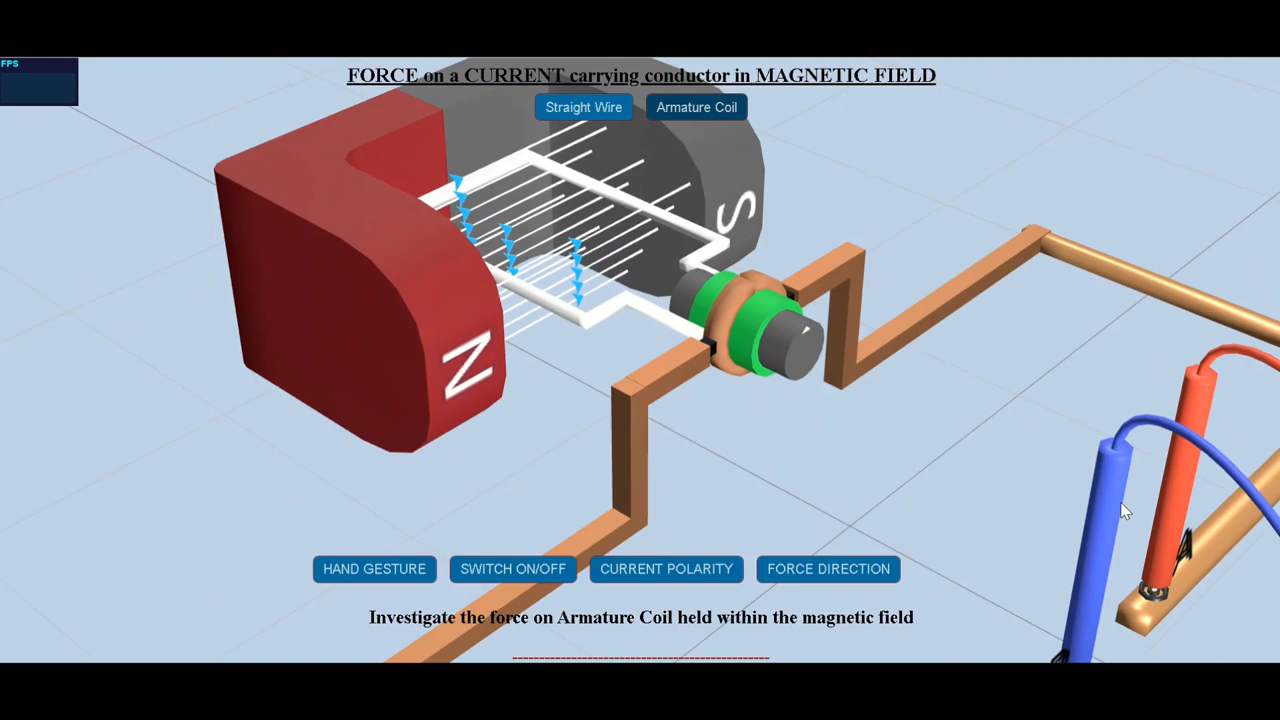 FPS
FORCE on a CURRENT carrying conductor in MAGNETIC FIELD
Straight Wire
Armature Coil
S
N
HAND GESTURE
SWITCH ON/OFF
CURRENT POLARITY
FORCE DIRECTION
Investigate the force on Armature Coil held within the magnetic field